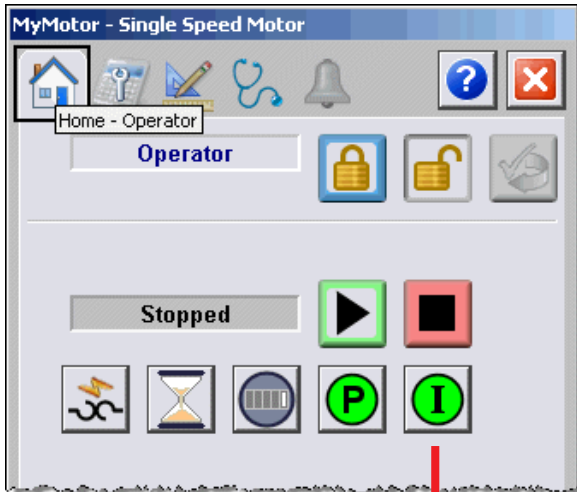 MyMotor - Single Speed Motor
?
Home - Operator
Operator
Stopped
P
I